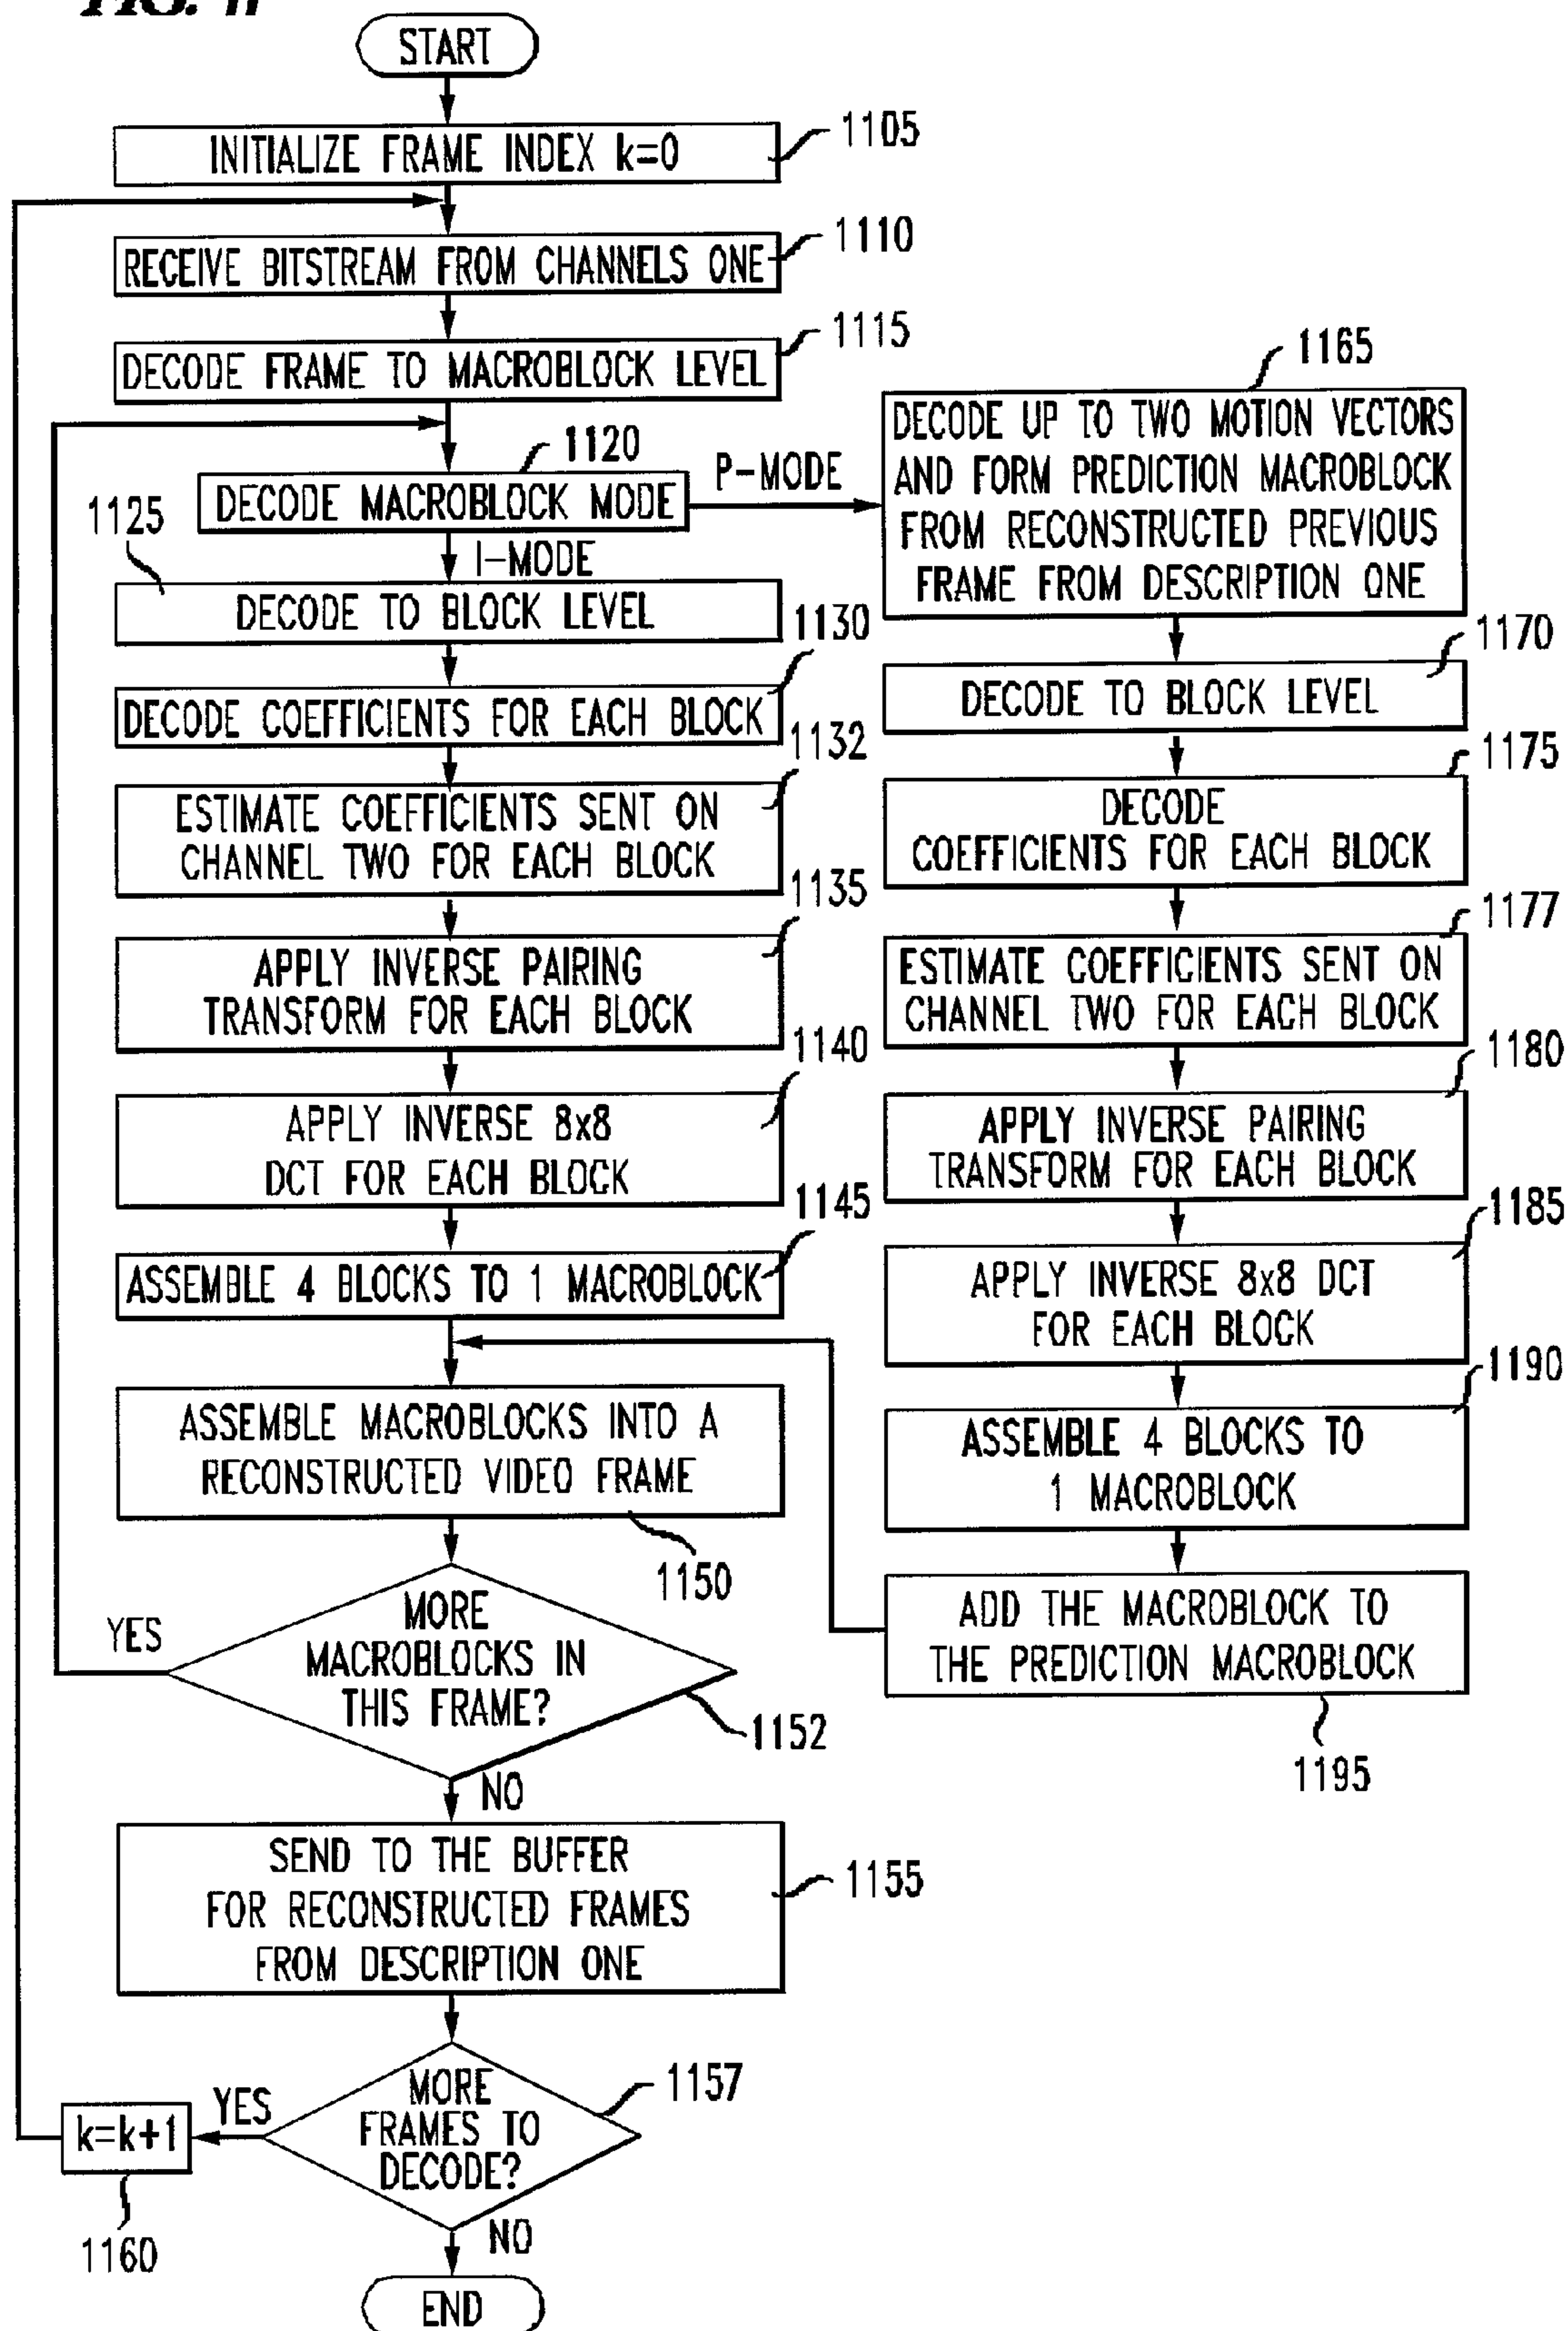 FIG. 11
START
INITIALIZE FRAME INDEX k=0
1105
RECEIVE BITSTREAM FROM CHANNELS ONE
1110
DECODE FRAME TO MACROBLOCK LEVEL
1115
1120
DECODE MACROBLOCK MODE
P-MODE
I-MODE
1125
DECODE TO BLOCK LEVEL
1130
DECODE COEFFICIENTS FOR EACH BLOCK
1132
ESTIMATE COEFFICIENTS SENT ON
CHANNEL TWO FOR EACH BLOCK
1135
APPLY INVERSE PAIRING
TRANSFORM FOR EACH BLOCK
1140
APPLY INVERSE 8x8
DCT FOR EACH BLOCK
1145
ASSEMBLE 4 BLOCKS TO 1 MACROBLOCK
ASSEMBLE MACROBLOCKS INTO A
RECONSTRUCTED VIDEO FRAME
1150
MORE
MACROBLOCKS IN
THIS FRAME?
YES
1152
NO
SEND TO THE BUFFER
FOR RECONSTRUCTED FRAMES
FROM DESCRIPTION ONE
1155
MORE
FRAMES TO
DECODE?
1157
YES
k=k+1
1160
NO
END
1165
DECODE UP TO TWO MOTION VECTORS
AND FORM PREDICTION MACROBLOCK
FROM RECONSTRUCTED PREVIOUS
FRAME FROM DESCRIPTION ONE
1170
DECODE TO BLOCK LEVEL
1175
DECODE
COEFFICIENTS FOR EACH BLOCK
1177
ESTIMATE COEFFICIENTS SENT ON
CHANNEL TWO FOR EACH BLOCK
1180
APPLY INVERSE PAIRING
TRANSFORM FOR EACH BLOCK
1185
APPLY INVERSE 8x8 DCT
FOR EACH BLOCK
1190
ASSEMBLE 4 BLOCKS TO
1 MACROBLOCK
ADD THE MACROBLOCK TO
THE PREDICTION MACROBLOCK
1195